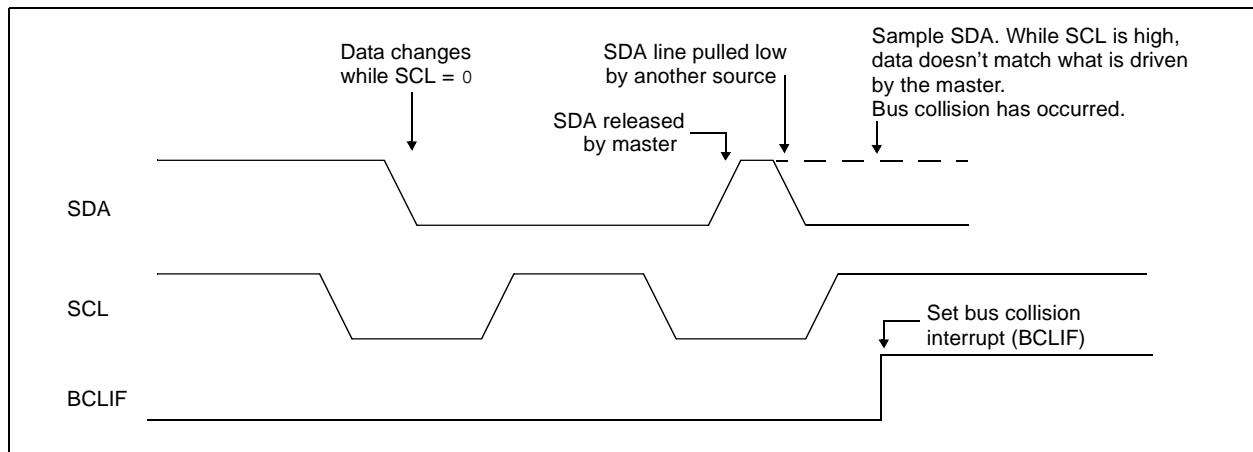 Data changes
while SCL = 0
SDA line pulled low
by another source
Sample SDA. While SCL is high,
data doesn't match what is driven
by the master.
Bus collision has occurred.
SDA released
by master
SDA
SCL
Set bus collision
interrupt (BCLIF)
BCLIF